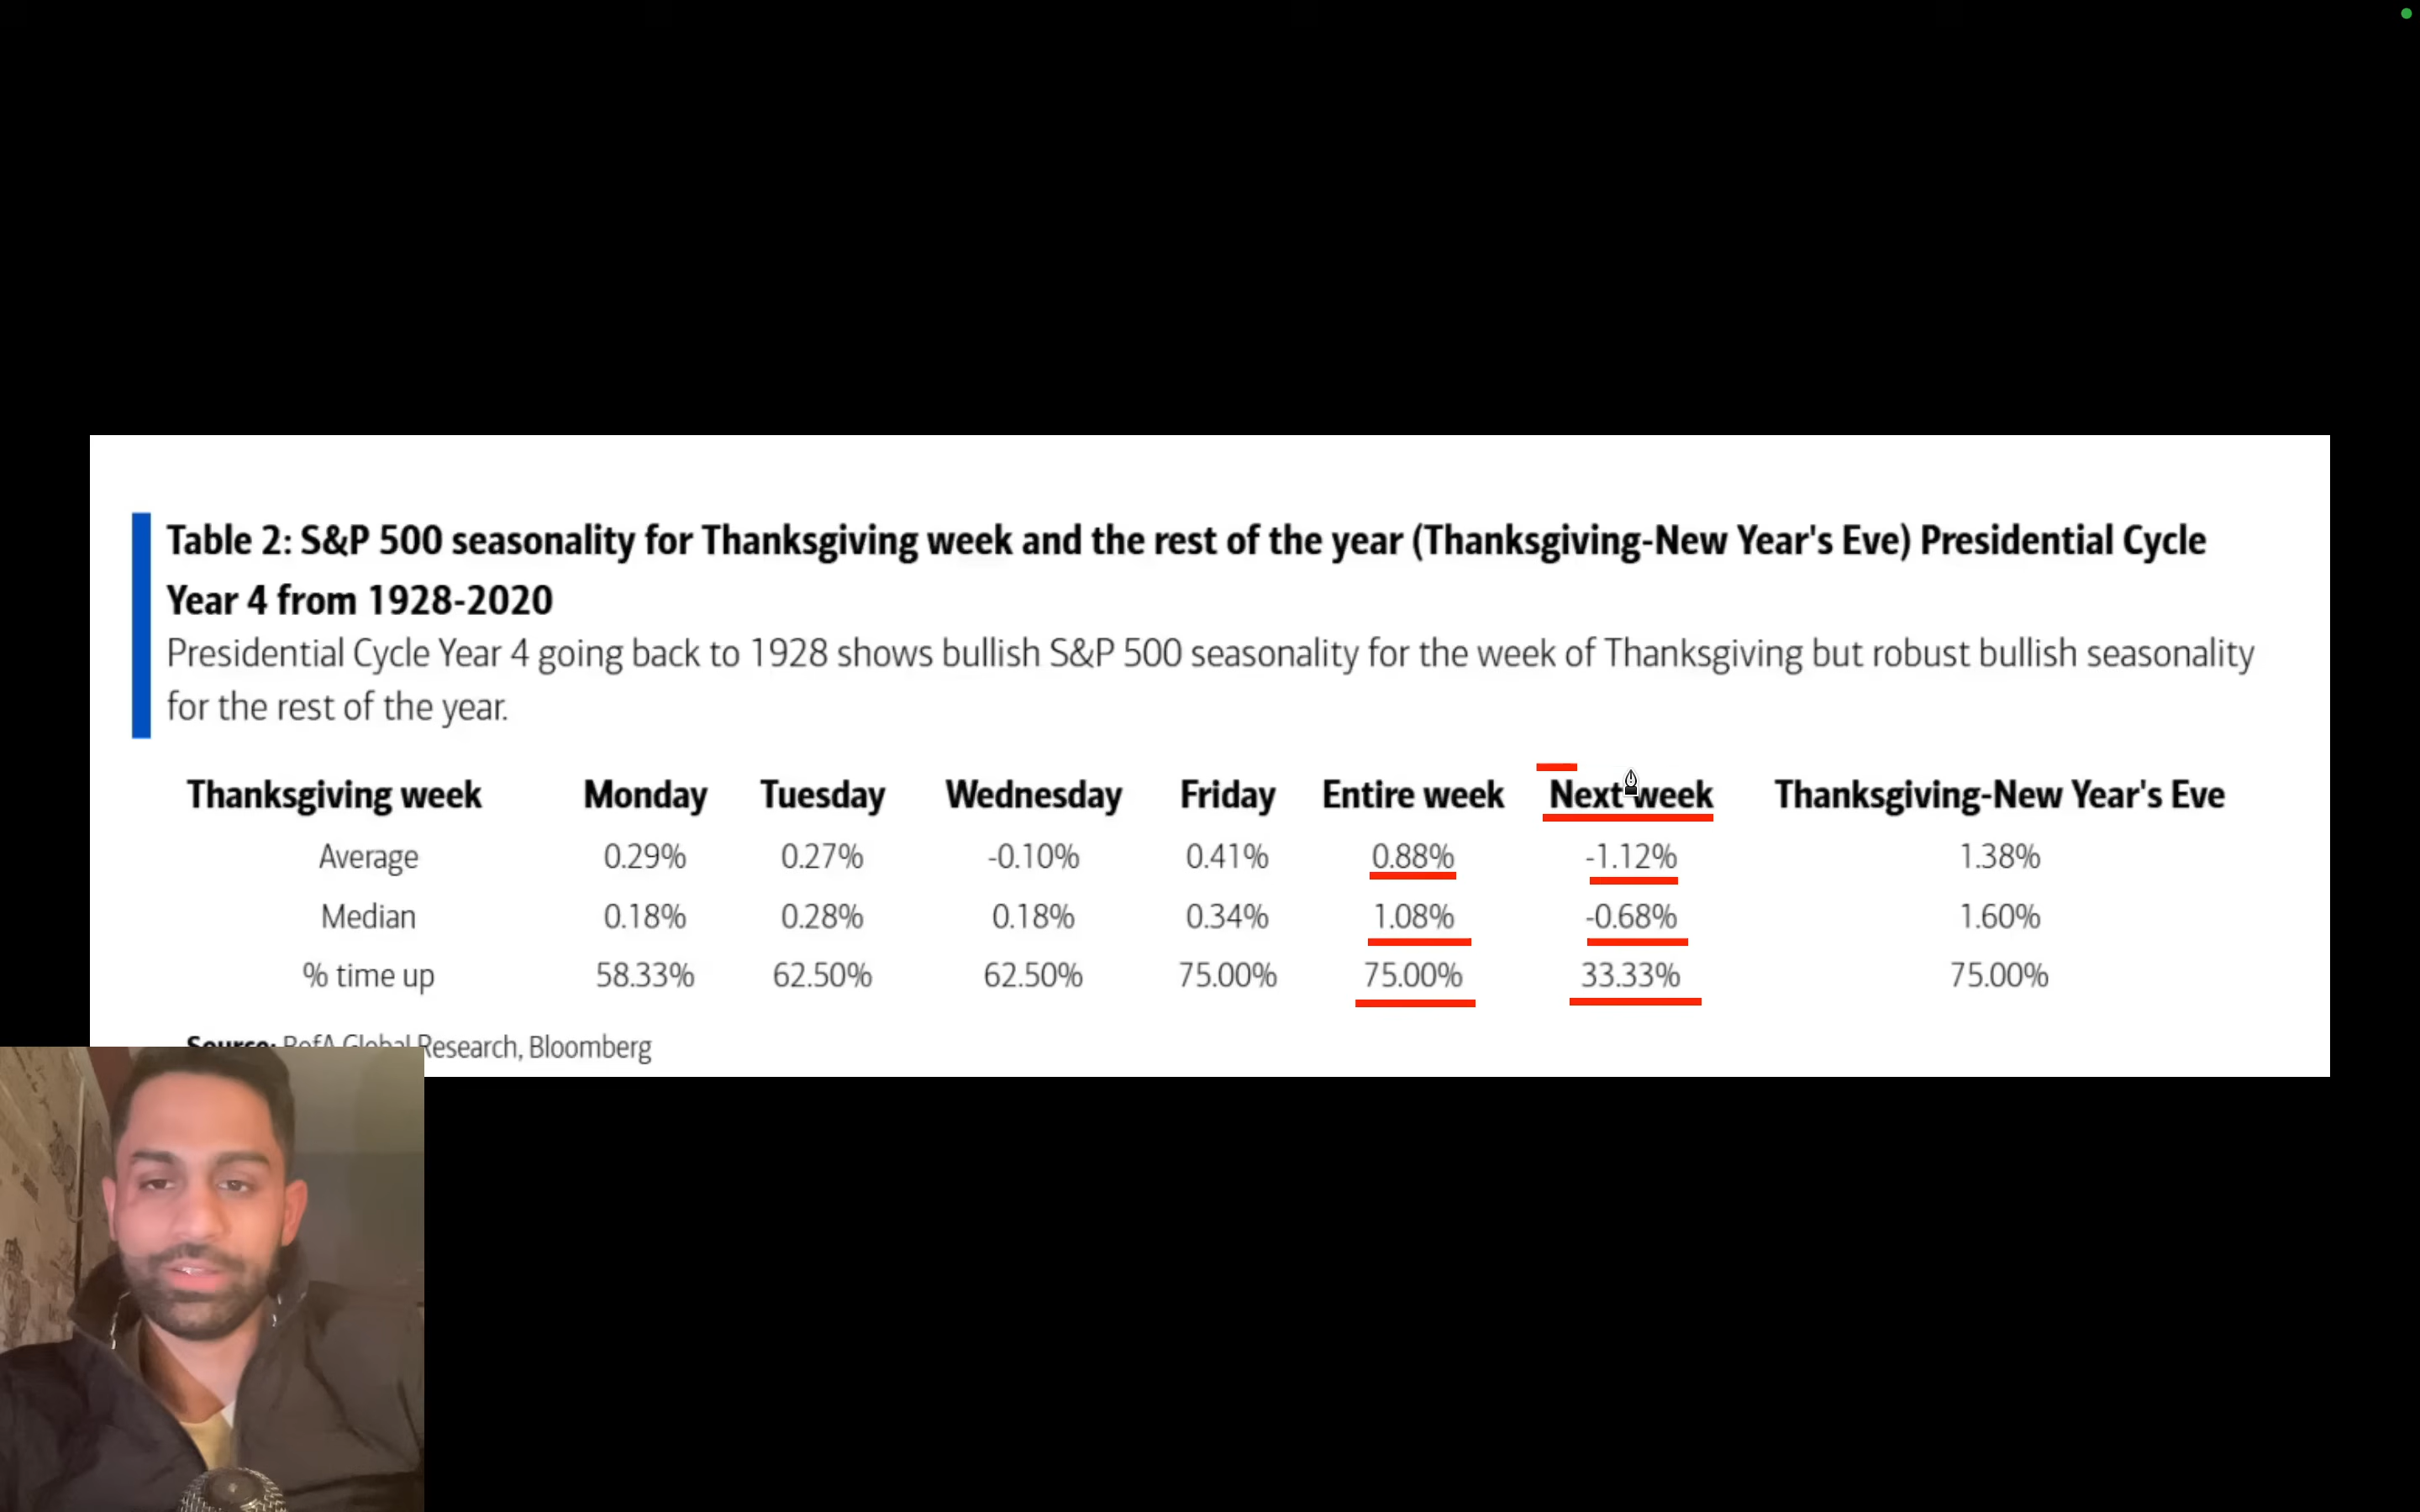 Table 2: S&P 500 seasonality for Thanksgiving week and the rest of the year (Thanksgiving-New Year's Eve) Presidential Cycle
Year 4 from 1928-2020
Presidential Cycle Year 4 going back to 1928 shows bullish S&P 500 seasonality for the week of Thanksgiving but robust bullish seasonality
for the rest of the year.
Thanksgiving week Monday Tuesday Wednesday Friday Entire week Next week Thanksgiving-New Year's Eve
Average 0.29% 0.27% -0.10% 0.41% 0.88% -1.12% 1.38%
Median 0.18% 0.28% 0.18% 0.34% 1.08% -0.68% 1.60%
% time up 58.33% 62.50% 62.50% 75.00% 75.00% 33.33% 75.00%
Source: BofA Global Research, Bloomberg